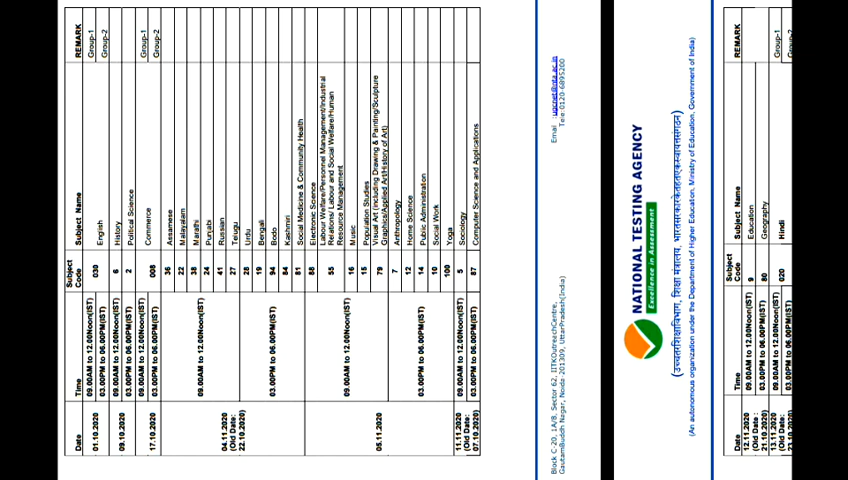 Date Time Subject Code Subject Name REMARK
01.10.2020 09.00AM to 12.00Noon(IST) 030 English Group-1
03.00PM to 06.00PM(IST) Group-2
09.10.2020 09.00AM to 12.00Noon(IST) 6 History
03.00PM to 06.00PM(IST) 2 Political Science
17.10.2020 09.00AM to 12.00Noon(IST) 008 Commerce Group-1
03.00PM to 06.00PM(IST) Group-2
04.11.2020 (Old Date: 22.10.2020)
09.00AM to 12.00Noon(IST)
36 Assamese
22 Malayalam
38 Marathi
24 Punjabi
41 Russian
27 Telugu
28 Urdu
03.00PM to 06.00PM(IST)
19 Bengali
94 Bodo
84 Kashmiri
81 Social Medicine & Community Health
05.11.2020
09.00AM to 12.00Noon(IST)
88 Electronic Science
55 Labour Welfare/Personnel Management/Industrial
Relations/ Labour and Social Welfare/Human
Resource Management
16 Music
15 Population Studies
79 Visual Art (including Drawing & Painting/Sculpture
Graphics/Applied Art/History of Art)
03.00PM to 06.00PM(IST)
7 Anthropology
12 Home Science
14 Public Administration
10 Social Work
100 Yoga
11.11.2020 (Old Date: 07.10.2020)
09.00AM to 12.00Noon(IST) 5 Sociology
03.00PM to 06.00PM(IST) 87 Computer Science and Applications
Block C-20, 1A/8, Sector 62, IITKOutreachCentre, Email : ugcnet@nta.ac.in
GautamBuddh Nagar, Noida-201309, UttarPradesh(India) Tele: 0120-6895200
NATIONAL TESTING AGENCY
Excellence in Assessment
(An autonomous organization under the Department of Higher Education, Ministry of Education, Government of India)
Date Time Subject Code Subject Name REMARK
12.11.2020 09.00AM to 12.00Noon(IST) 9 Education
(Old Date: 21.10.2020) 03.00PM to 06.00PM(IST) 80 Geography
13.11.2020 09.00AM to 12.00Noon(IST) 020 Hindi Group-1
(Old Date: 03.00PM to 06.00PM(IST) Group-2